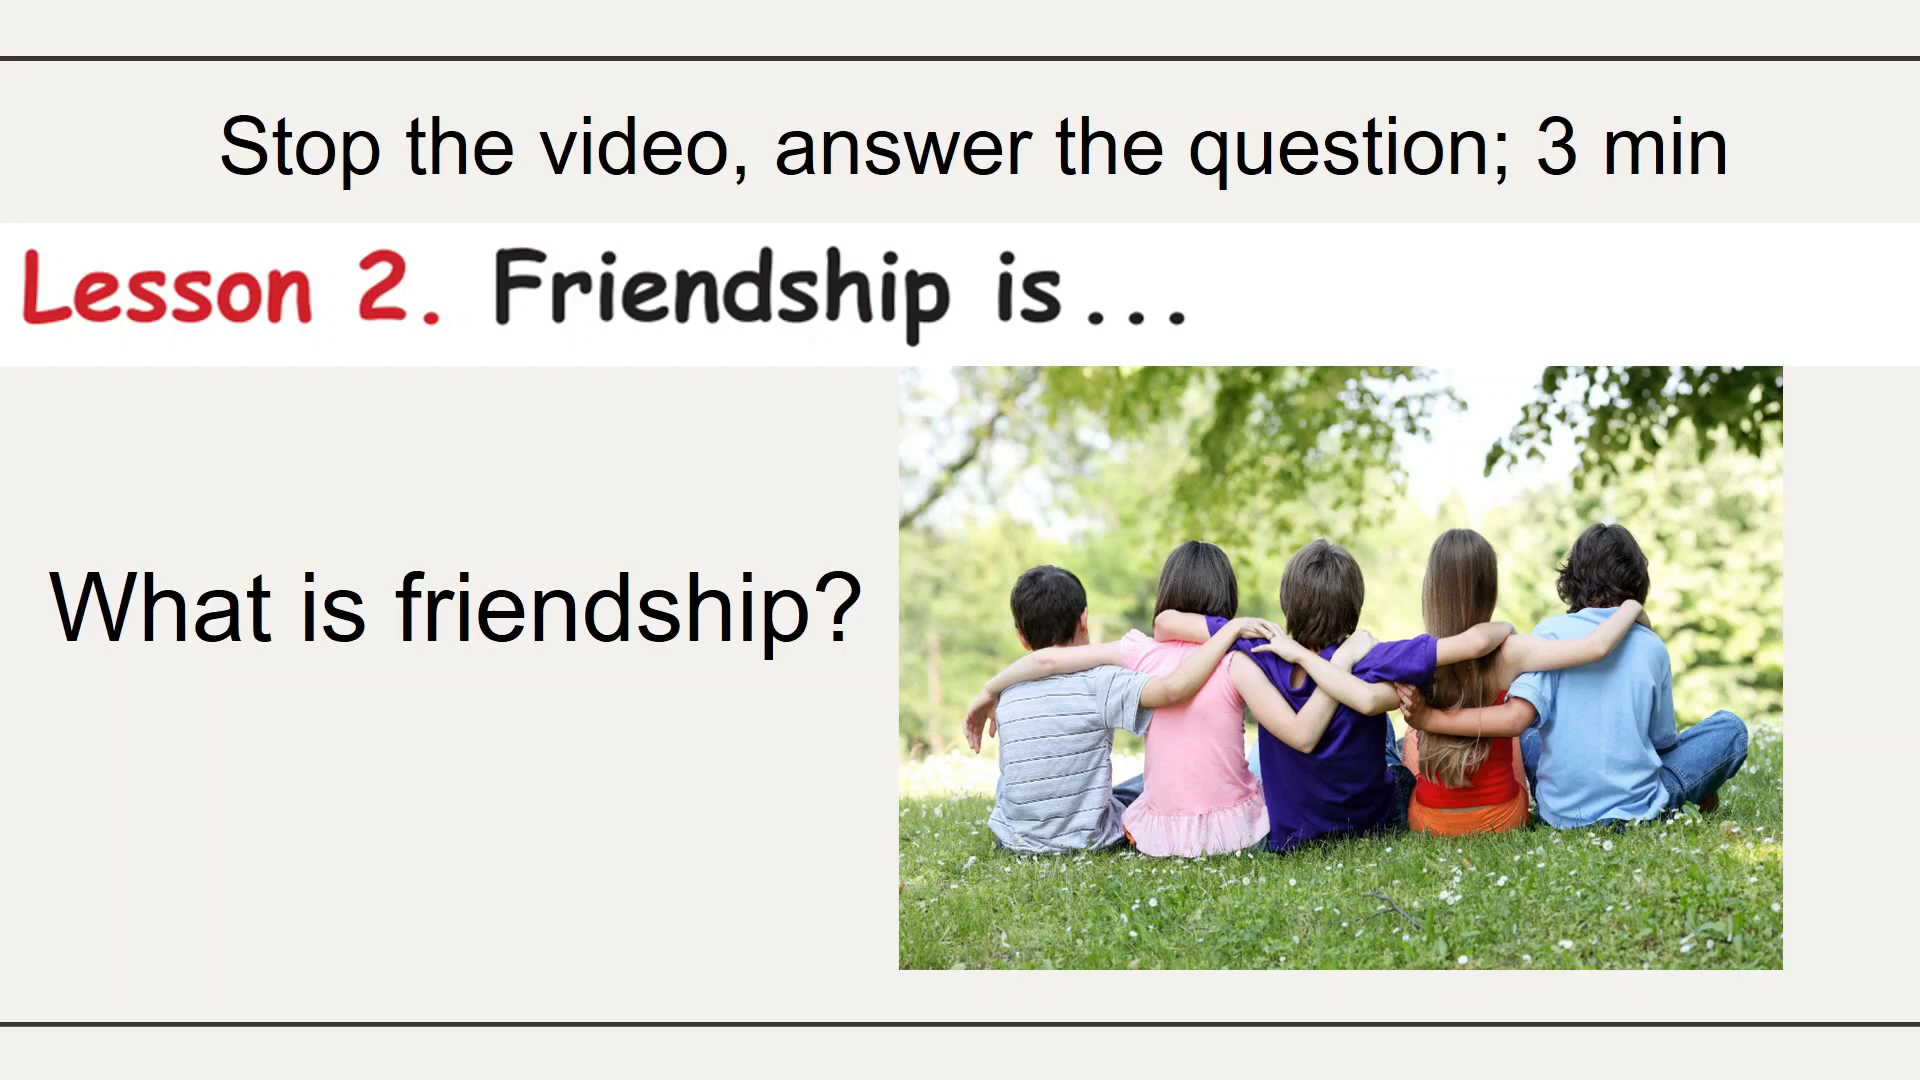 Stop the video, answer the question; 3 min
Lesson 2. Friendship is...
What is friendship?